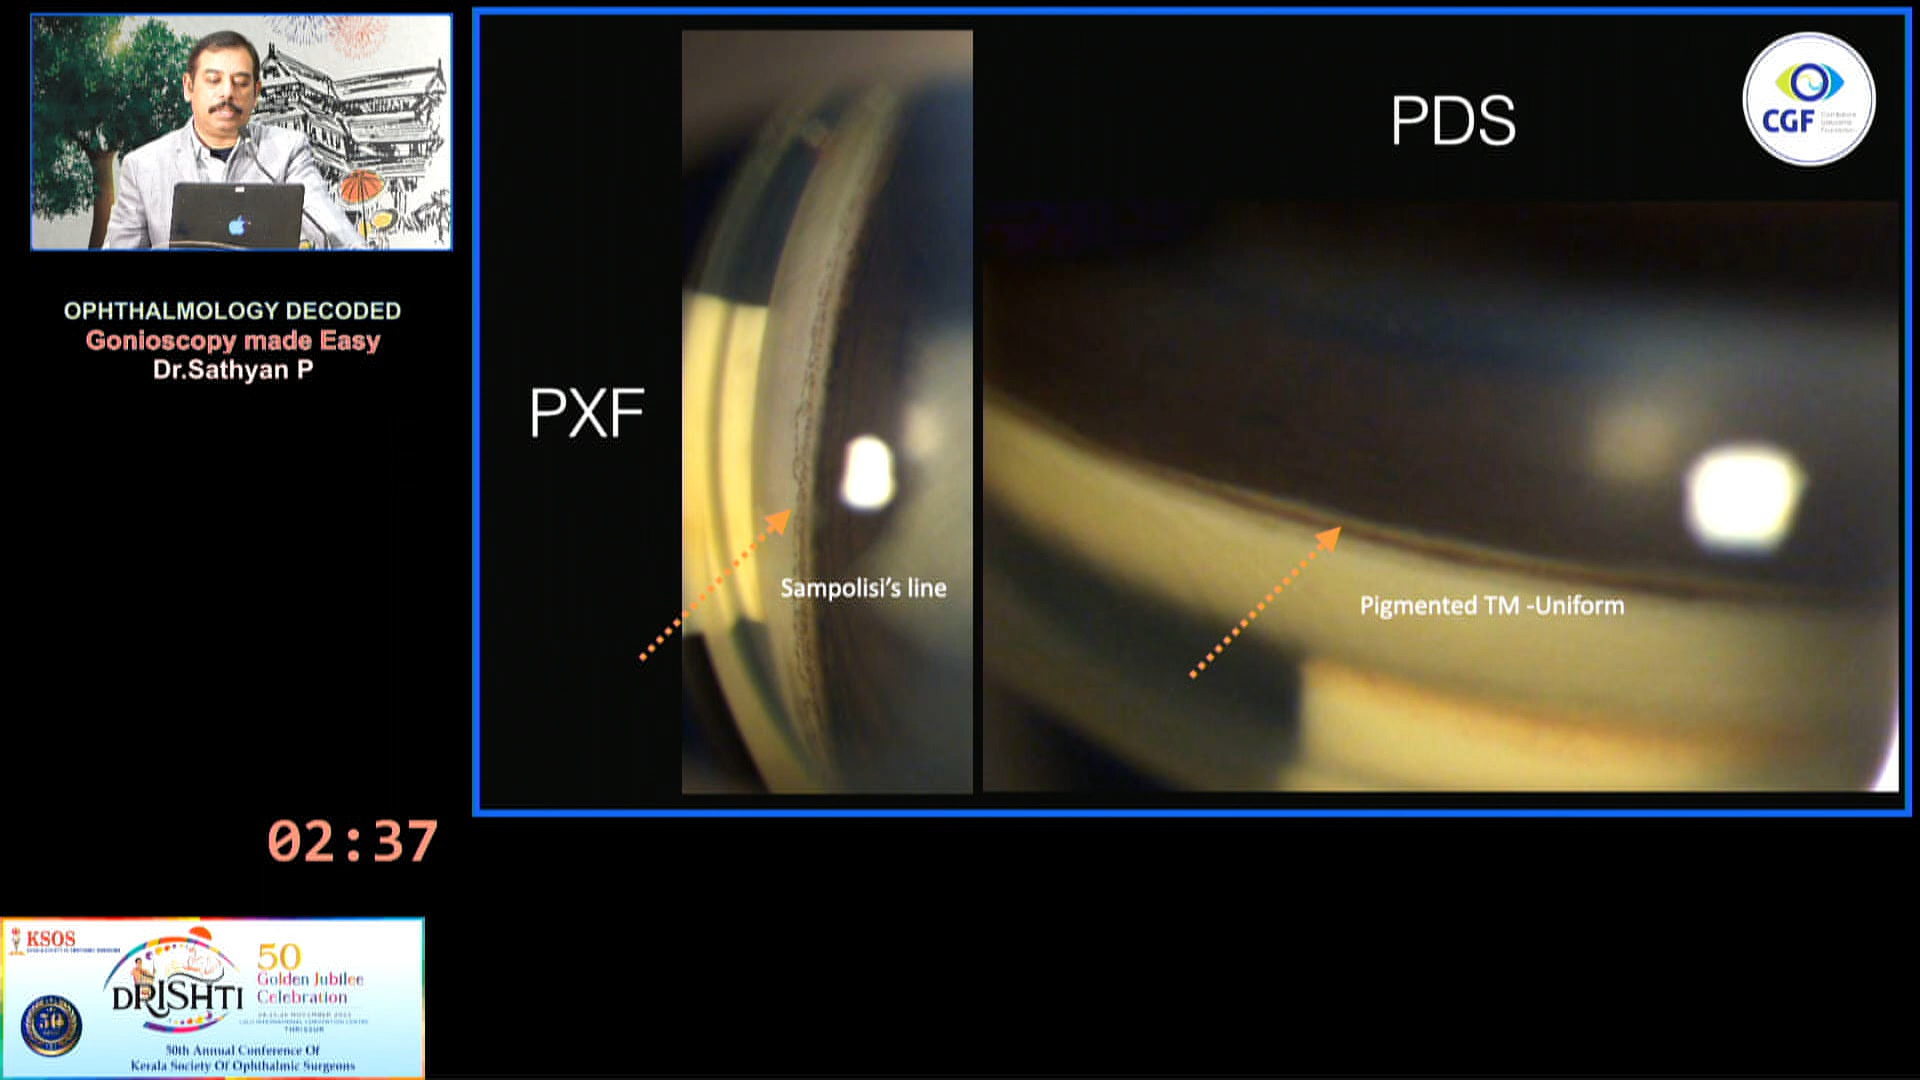 OPHTHALMOLOGY DECODED
Gonioscopy made Easy
Dr.Sathyan P
02:37
KSOS
DRISHTI
50
Golden Jubilee
Celebration
THRISSUR
50th Annual Conference Of
Kerala Society Of Ophthalmic Surgeons
PXF
Sampolisi's line
PDS
CGF
Pigmented TM -Uniform